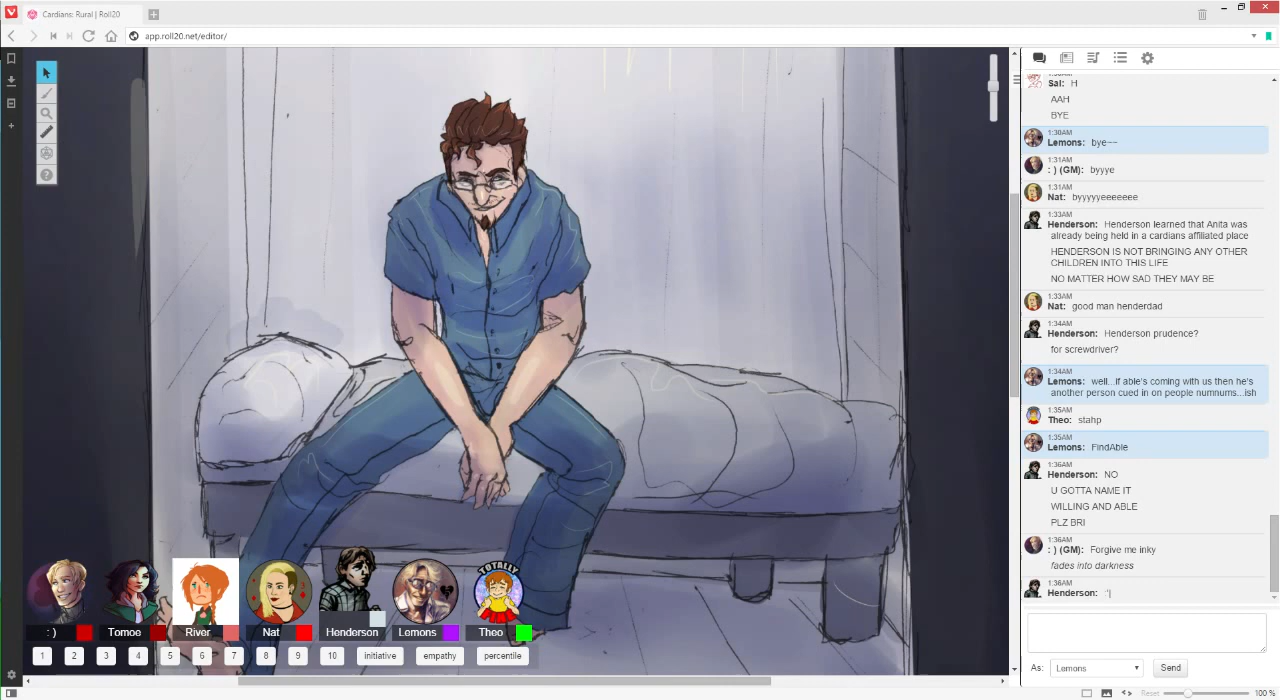 Cardians: Rural | Roll20
app.roll20.net/editor/
Sal: H
AAH
BYE
1:30AM
Lemons: bye~~
1:31AM
: ) (GM): byyye
1:31AM
Nat: byyyyyeeeeeee
1:33AM
Henderson: Henderson learned that Anita was
already being held in a cardians affiliated place
HENDERSON IS NOT BRINGING ANY OTHER
CHILDREN INTO THIS LIFE
NO MATTER HOW SAD THEY MAY BE
1:33AM
Nat: good man henderdad
1:34AM
Henderson: Henderson prudence?
for screwdriver?
1:34AM
Lemons: well...if able's coming with us then he's
another person cued in on people numnums...ish
1:35AM
Theo: stahp
1:35AM
Lemons: FindAble
1:36AM
Henderson: NO
U GOTTA NAME IT
WILLING AND ABLE
PLZ BRI
1:36AM
: ) (GM): Forgive me inky
fades into darkness
1:36AM
Henderson: :'|
TOTALLY
: ) Tomoe River Nat Henderson Lemons Theo
1 2 3 4 5 6 7 8 9 10 initiative empathy percentile
As: Lemons Send
Reset 100 %